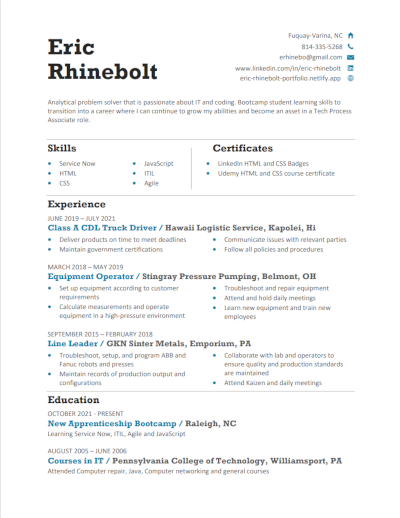 Eric
Rhinebolt
Fuquay-Varina, NC
814-335-5268
erhinebo@gmail.com
www.linkedin.com/in/eric-rhinebolt
eric-rhinebolt-portfolio.netlify.app
Analytical problem solver that is passionate about IT and coding. Bootcamp student learning skills to
transition into a career where I can continue to grow my abilities and become an asset in a Tech Process
Associate role.
Skills
• Service Now
• HTML
• CSS
• JavaScript
• ITIL
• Agile
Certificates
• LinkedIn HTML and CSS Badges
• Udemy HTML and CSS course certificate
Experience
JUNE 2019 – JULY 2021
Class A CDL Truck Driver / Hawaii Logistic Service, Kapolei, Hi
• Deliver products on time to meet deadlines
• Maintain government certifications
• Communicate issues with relevant parties
• Follow all policies and procedures
MARCH 2018 – MAY 2019
Equipment Operator / Stingray Pressure Pumping, Belmont, OH
• Set up equipment according to customer
requirements
• Calculate measurements and operate
equipment in a high-pressure environment
• Troubleshoot and repair equipment
• Attend and hold daily meetings
• Learn new equipment and train new
employees
SEPTEMBER 2015 – FEBRUARY 2018
Line Leader / GKN Sinter Metals, Emporium, PA
• Troubleshoot, setup, and program ABB and
Fanuc robots and presses
• Maintain records of production output and
configurations
• Collaborate with lab and operators to
ensure quality and production standards
are maintained
• Attend Kaizen and daily meetings
Education
OCTOBER 2021 - PRESENT
New Apprenticeship Bootcamp / Raleigh, NC
Learning Service Now, ITIL, Agile and JavaScript
AUGUST 2005 – JUNE 2006
Courses in IT / Pennsylvania College of Technology, Williamsport, PA
Attended Computer repair, Java, Computer networking and general courses